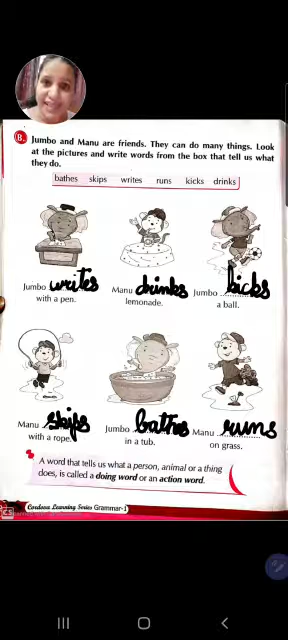 B. Jumbo and Manu are friends. They can do many things. Look
at the pictures and write words from the box that tell us what
they do.
bathes skips writes runs kicks drinks
Jumbo writes
with a pen.
Manu drinks
lemonade.
Jumbo kicks
a ball.
Manu skips
with a rope.
Jumbo bathes
in a tub.
Manu runs
on grass.
A word that tells us what a person, animal or a thing
does, is called a doing word or an action word.
CS
Cordova Learning Series Grammar-1